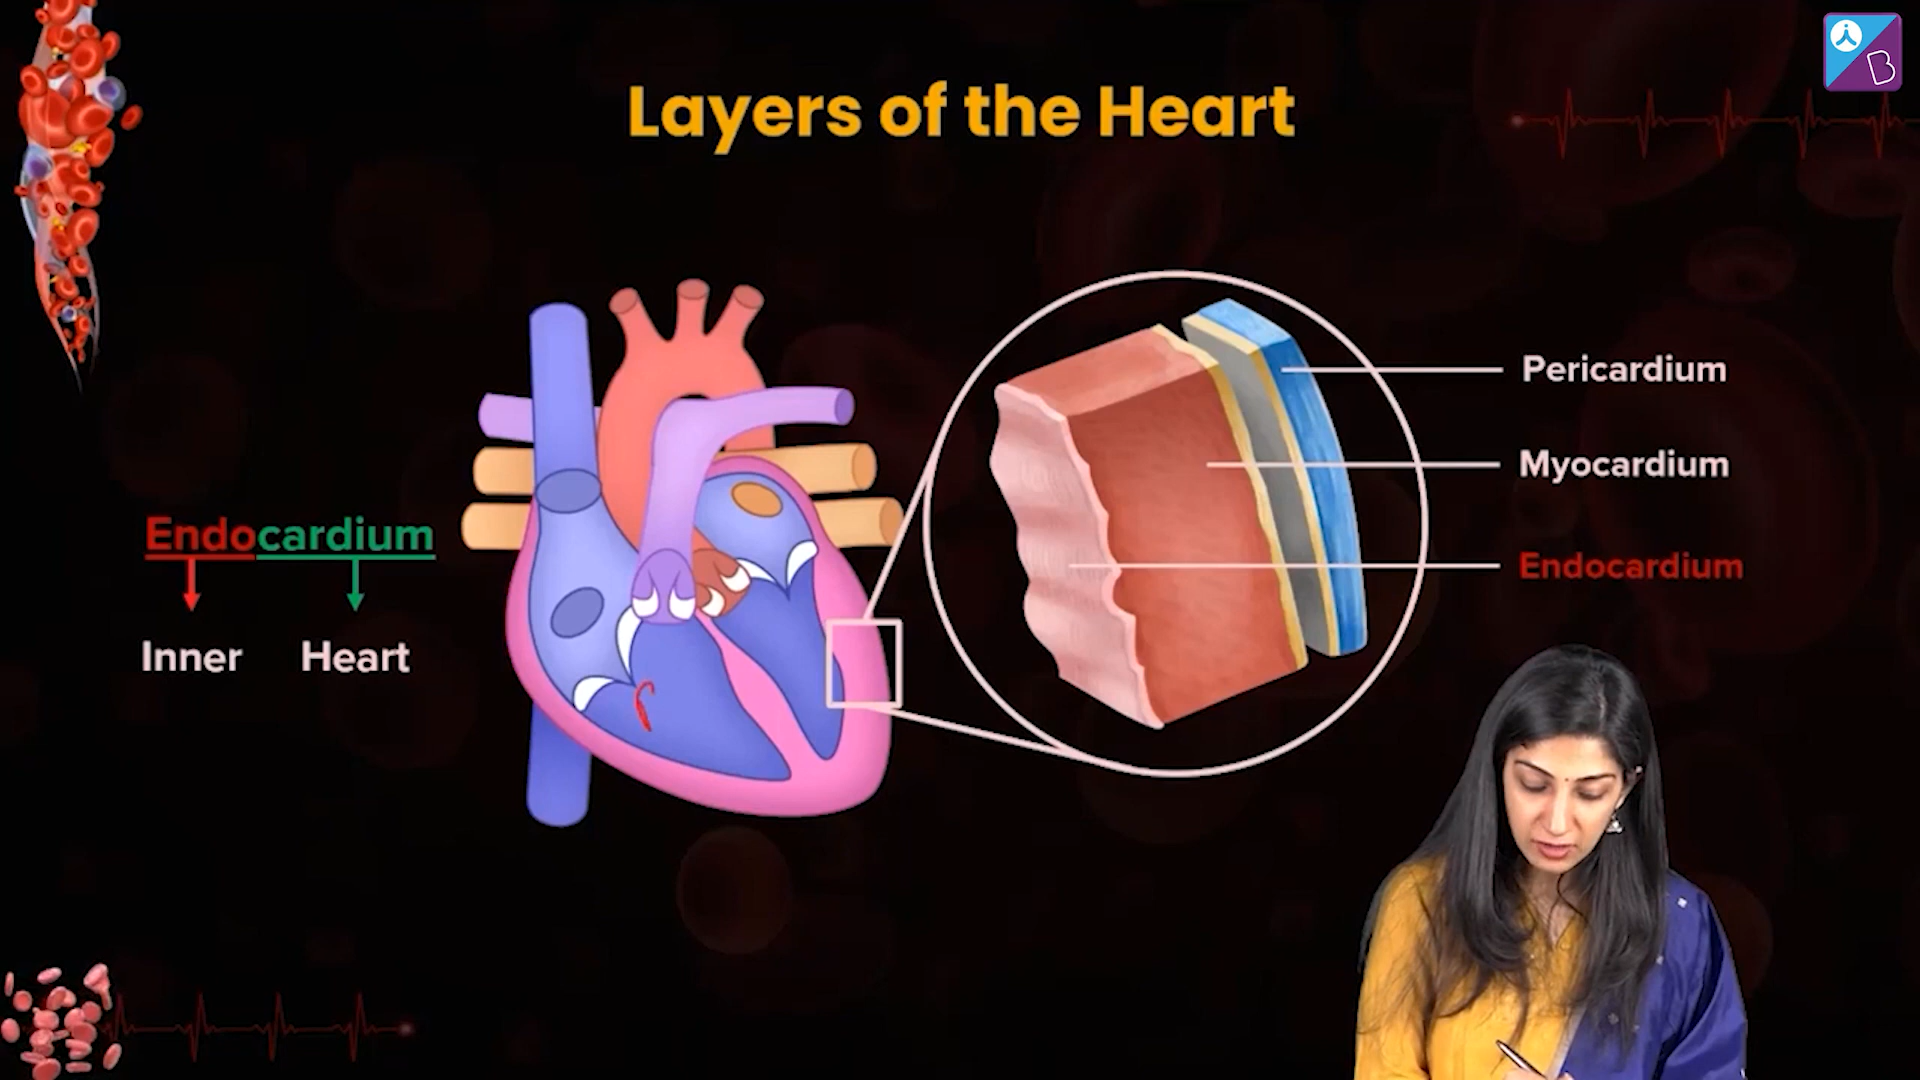 Layers of the Heart
Pericardium
Myocardium
Endocardium
Endocardium
Inner Heart
B